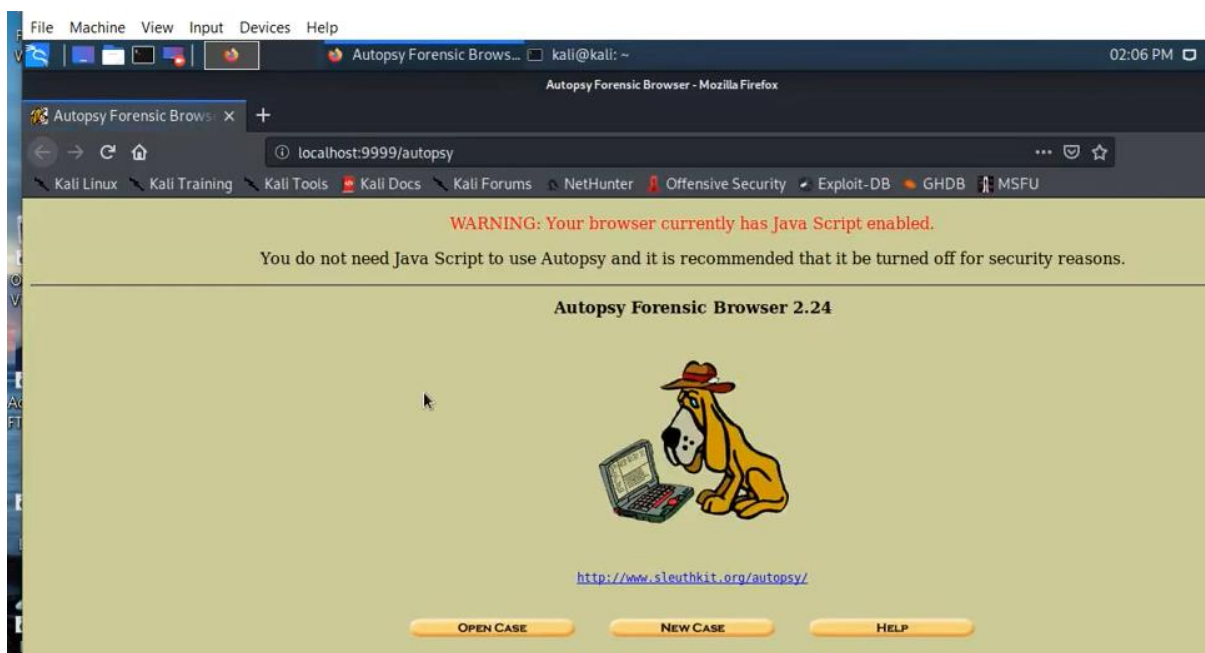 File Machine View Input Devices Help
Autopsy Forensic Brows... kali@kali: ~ 02:06 PM
Autopsy Forensic Browser - Mozilla Firefox
Autopsy Forensic Brows
localhost:9999/autopsy
Kali Linux Kali Training Kali Tools Kali Docs Kali Forums NetHunter Offensive Security Exploit-DB GHDB MSFU
WARNING: Your browser currently has Java Script enabled.
You do not need Java Script to use Autopsy and it is recommended that it be turned off for security reasons.
Autopsy Forensic Browser 2.24
http://www.sleuthkit.org/autopsy/
OPEN CASE NEW CASE HELP